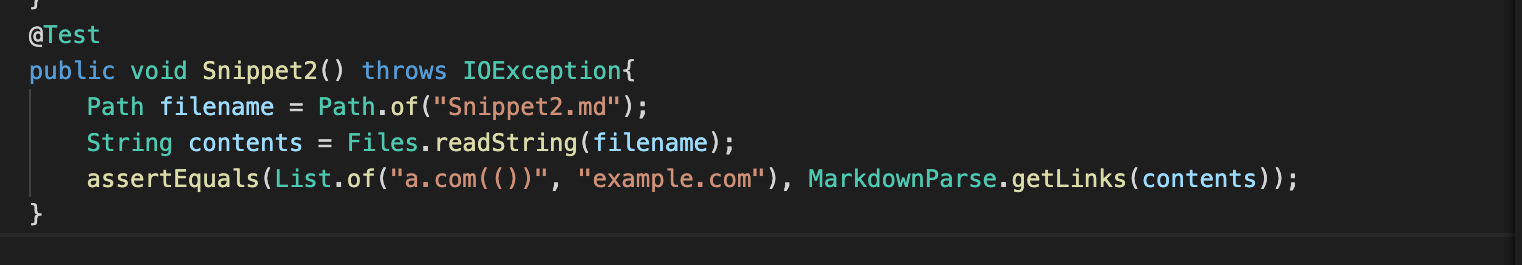 }
@Test
public void Snippet2() throws IOException{
    Path filename = Path.of("Snippet2.md");
    String contents = Files.readString(filename);
    assertEquals(List.of("a.com(())", "example.com"), MarkdownParse.getLinks(contents));
}